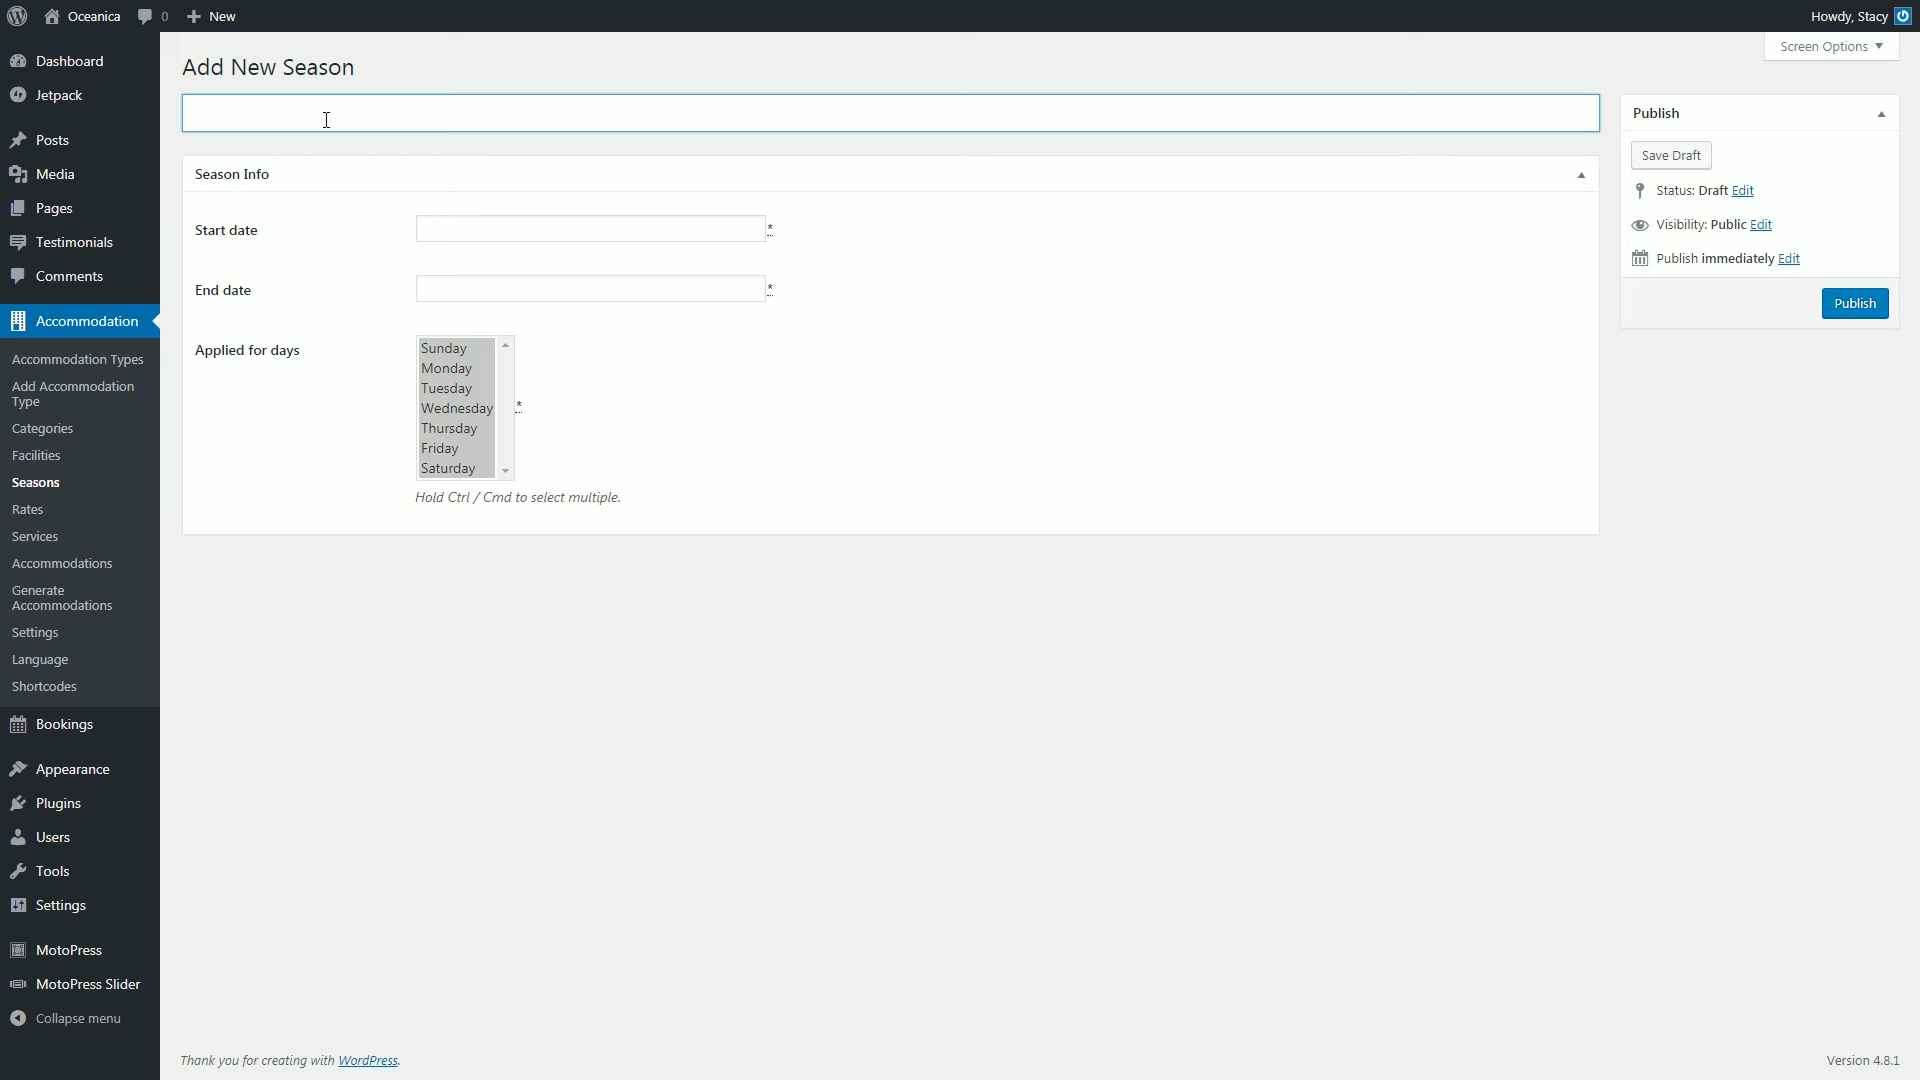 Oceanica 0 New
Howdy, Stacy
Dashboard
Jetpack
Posts
Media
Pages
Testimonials
Comments
Accommodation
Accommodation Types
Add Accommodation
Type
Categories
Facilities
Seasons
Rates
Services
Accommodations
Generate
Accommodations
Settings
Language
Shortcodes
Bookings
Appearance
Plugins
Users
Tools
Settings
MotoPress
MotoPress Slider
Collapse menu
Screen Options
Add New Season
Season Info
Start date *
End date *
Applied for days
Sunday
Monday
Tuesday
Wednesday *
Thursday
Friday
Saturday
Hold Ctrl / Cmd to select multiple.
Publish
Save Draft
Status: Draft Edit
Visibility: Public Edit
Publish immediately Edit
Publish
Thank you for creating with WordPress.
Version 4.8.1